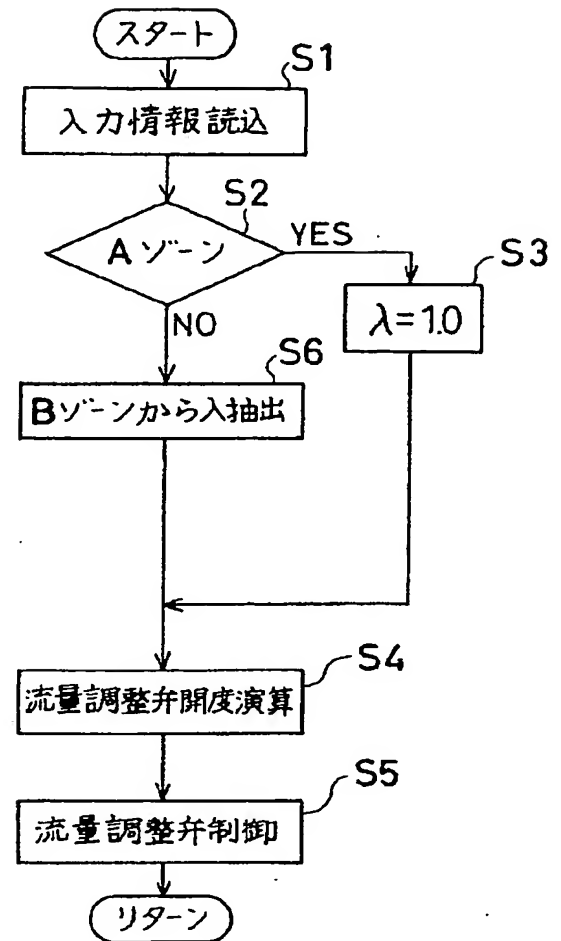 スタート
S1
入力情報読込
S2
Aゾーン
YES
S3
λ=1.0
NO
S6
Bゾーンからλ抽出
S4
流量調整弁開度演算
S5
流量調整弁制御
リターン